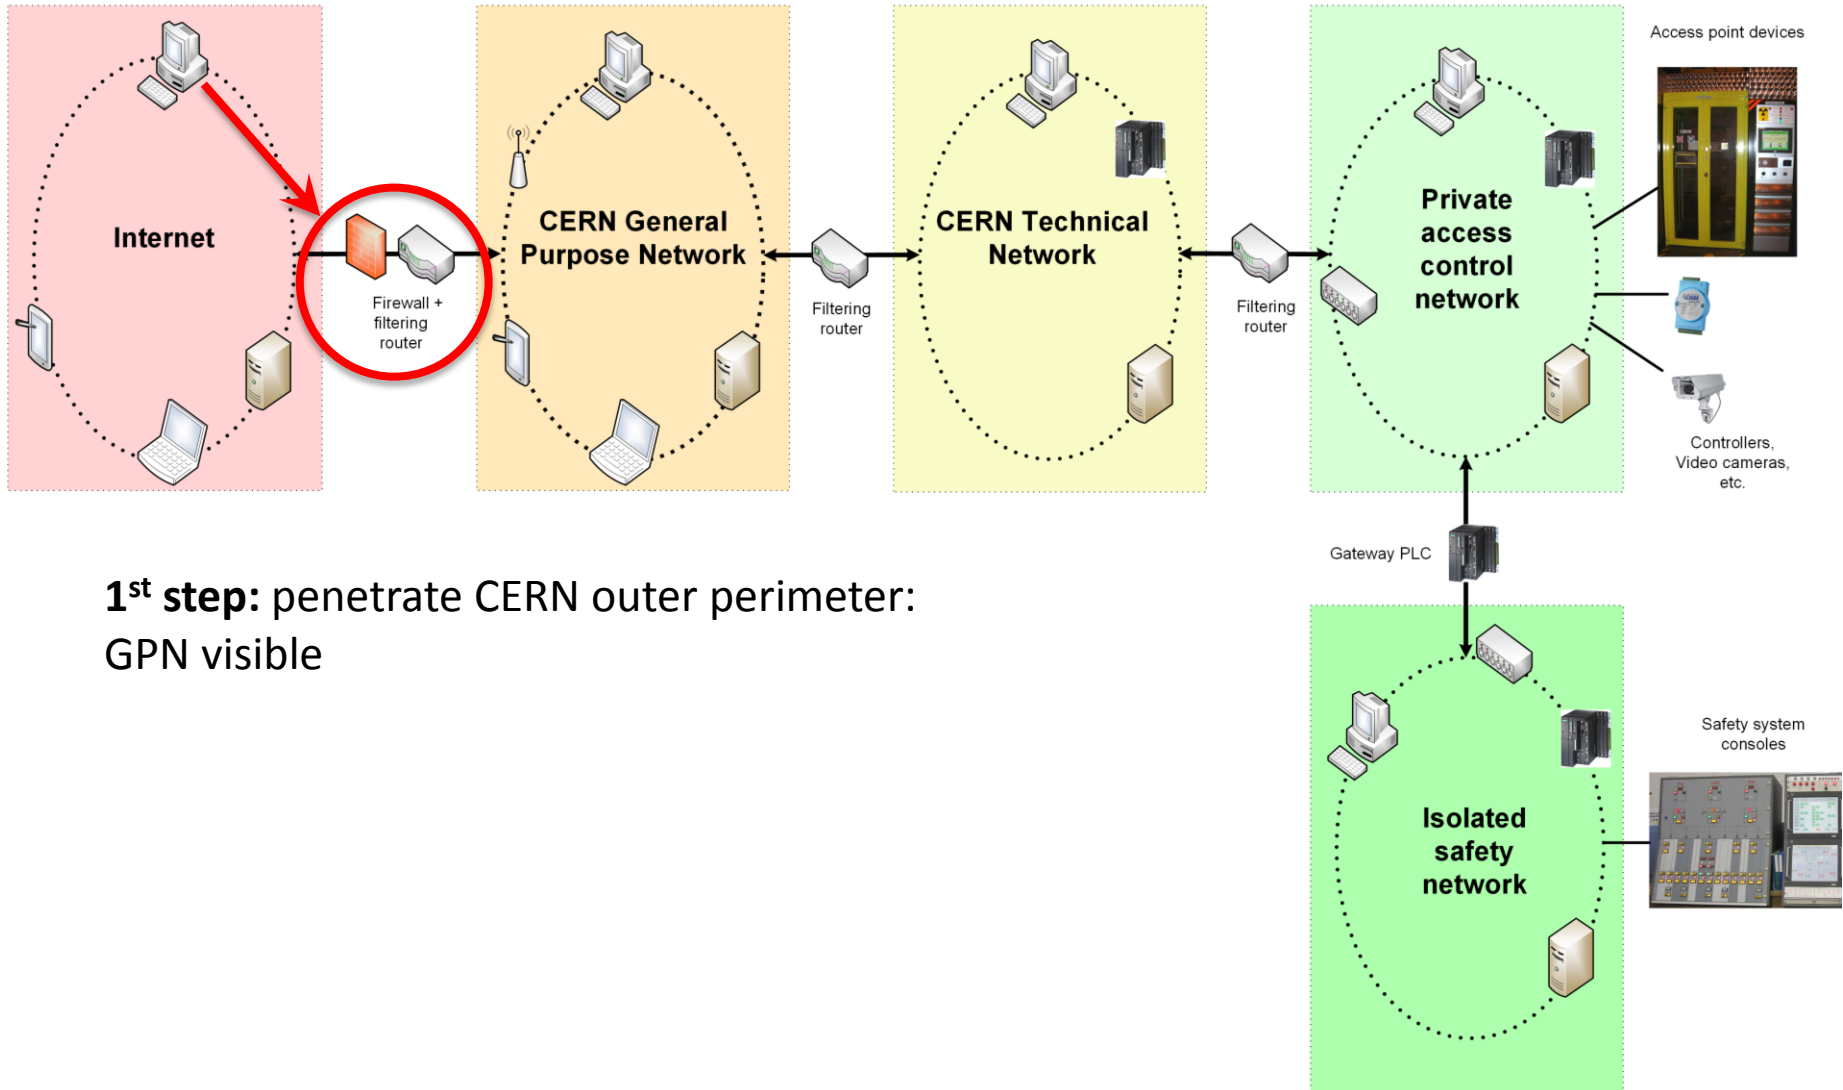 Access point devices
Internet
CERN General
Purpose Network
CERN Technical
Network
Private
access
control
network
Firewall +
filtering
router
Filtering
router
Filtering
router
Controllers,
Video cameras,
etc.
Gateway PLC
1st step: penetrate CERN outer perimeter:
GPN visible
Safety system
consoles
Isolated
safety
network